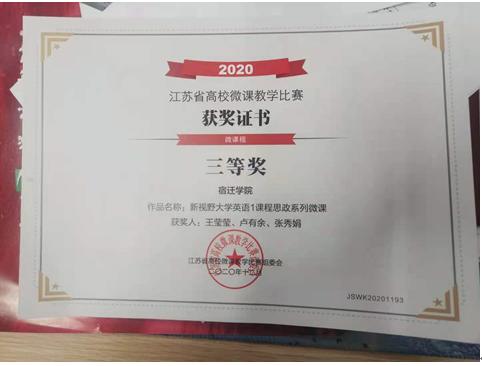 2020
江苏省高校微课教学比赛
获奖证书
微课程
三等奖
宿迁学院
作品名称：新视野大学英语1课程思政系列微课
获奖人：王莹莹、卢有余、张秀娟
江苏省高校微课教学比赛组委会
二〇二〇年十二月
JSWK20201193